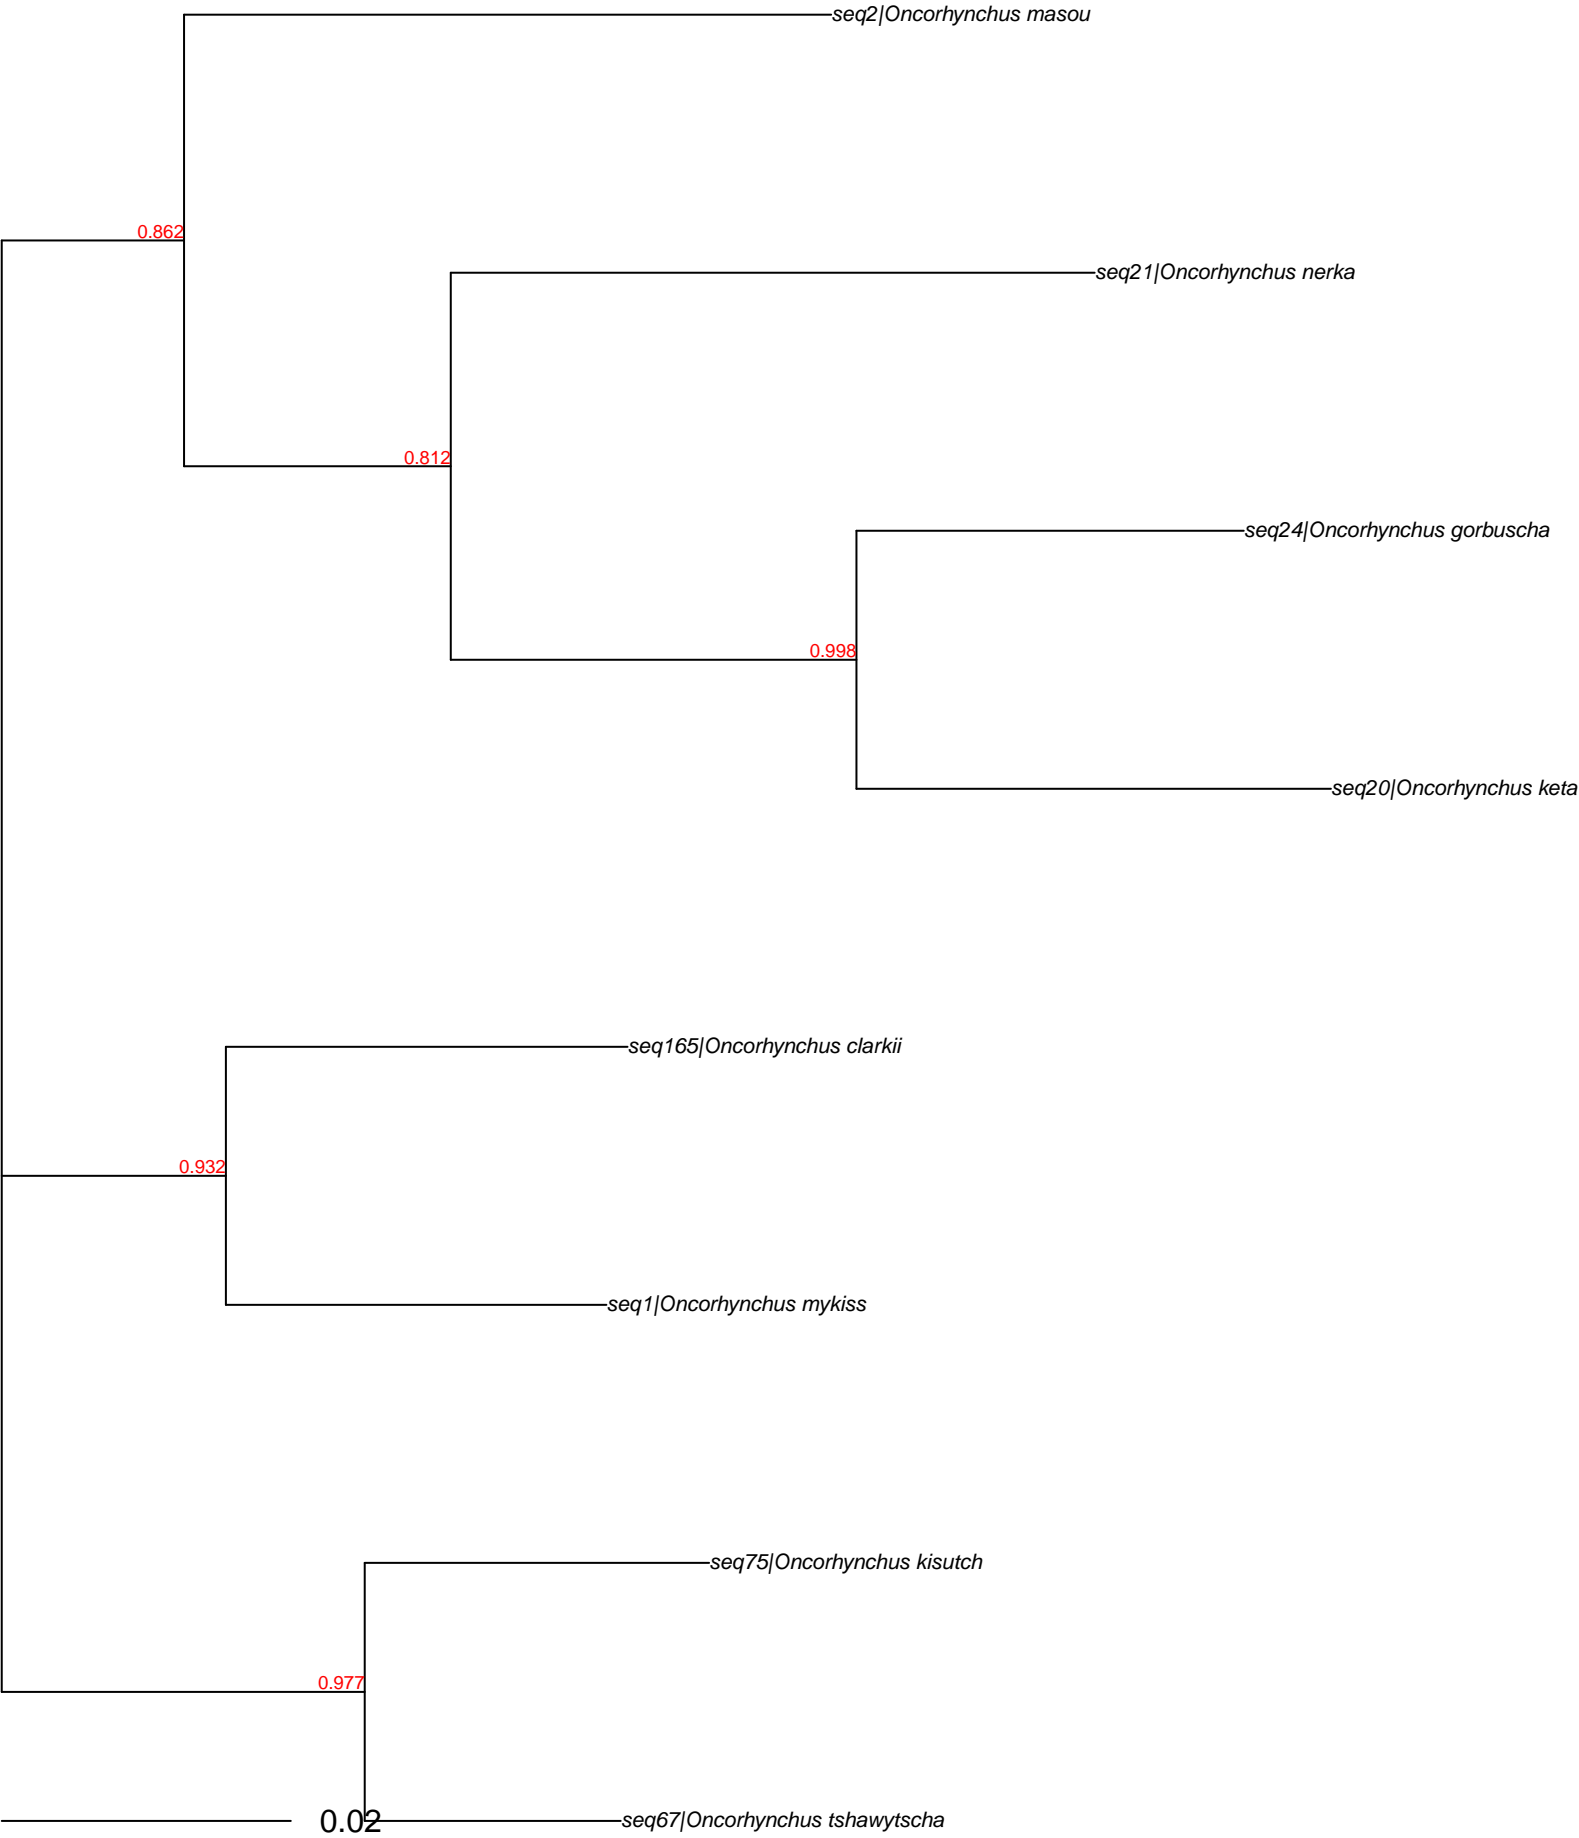 seq2|Oncorhynchus masou
0.862
seq21|Oncorhynchus nerka
0.812
seq24|Oncorhynchus gorbuscha
0.998
seq20|Oncorhynchus keta
seq165|Oncorhynchus clarkii
0.932
seq1|Oncorhynchus mykiss
seq75|Oncorhynchus kisutch
0.977
0.02
seq67|Oncorhynchus tshawytscha